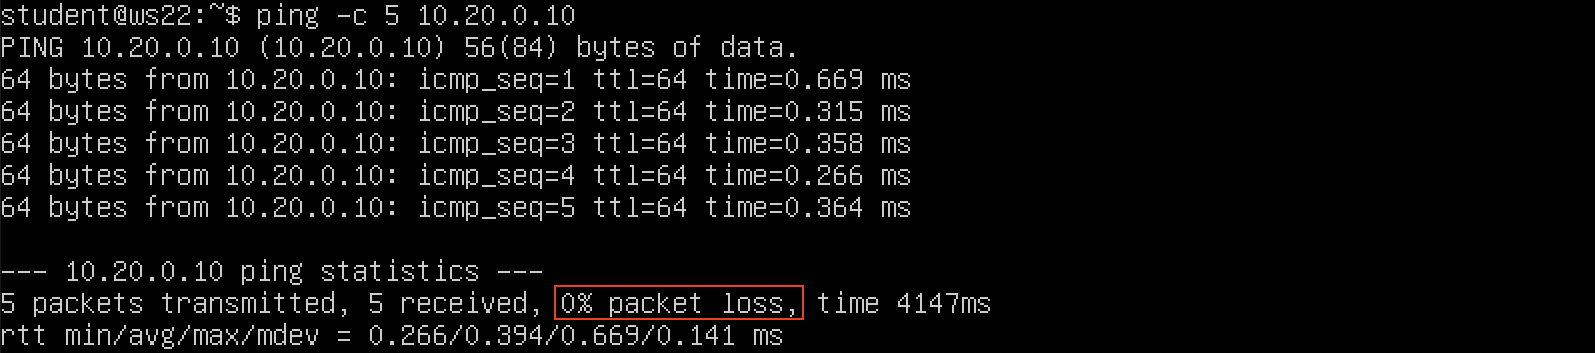 student@ws22:~$ ping -c 5 10.20.0.10
PING 10.20.0.10 (10.20.0.10) 56(84) bytes of data.
64 bytes from 10.20.0.10: icmp_seq=1 ttl=64 time=0.669 ms
64 bytes from 10.20.0.10: icmp_seq=2 ttl=64 time=0.315 ms
64 bytes from 10.20.0.10: icmp_seq=3 ttl=64 time=0.358 ms
64 bytes from 10.20.0.10: icmp_seq=4 ttl=64 time=0.266 ms
64 bytes from 10.20.0.10: icmp_seq=5 ttl=64 time=0.364 ms
--- 10.20.0.10 ping statistics ---
5 packets transmitted, 5 received, 0% packet loss, time 4147ms
rtt min/avg/max/mdev = 0.266/0.394/0.669/0.141 ms